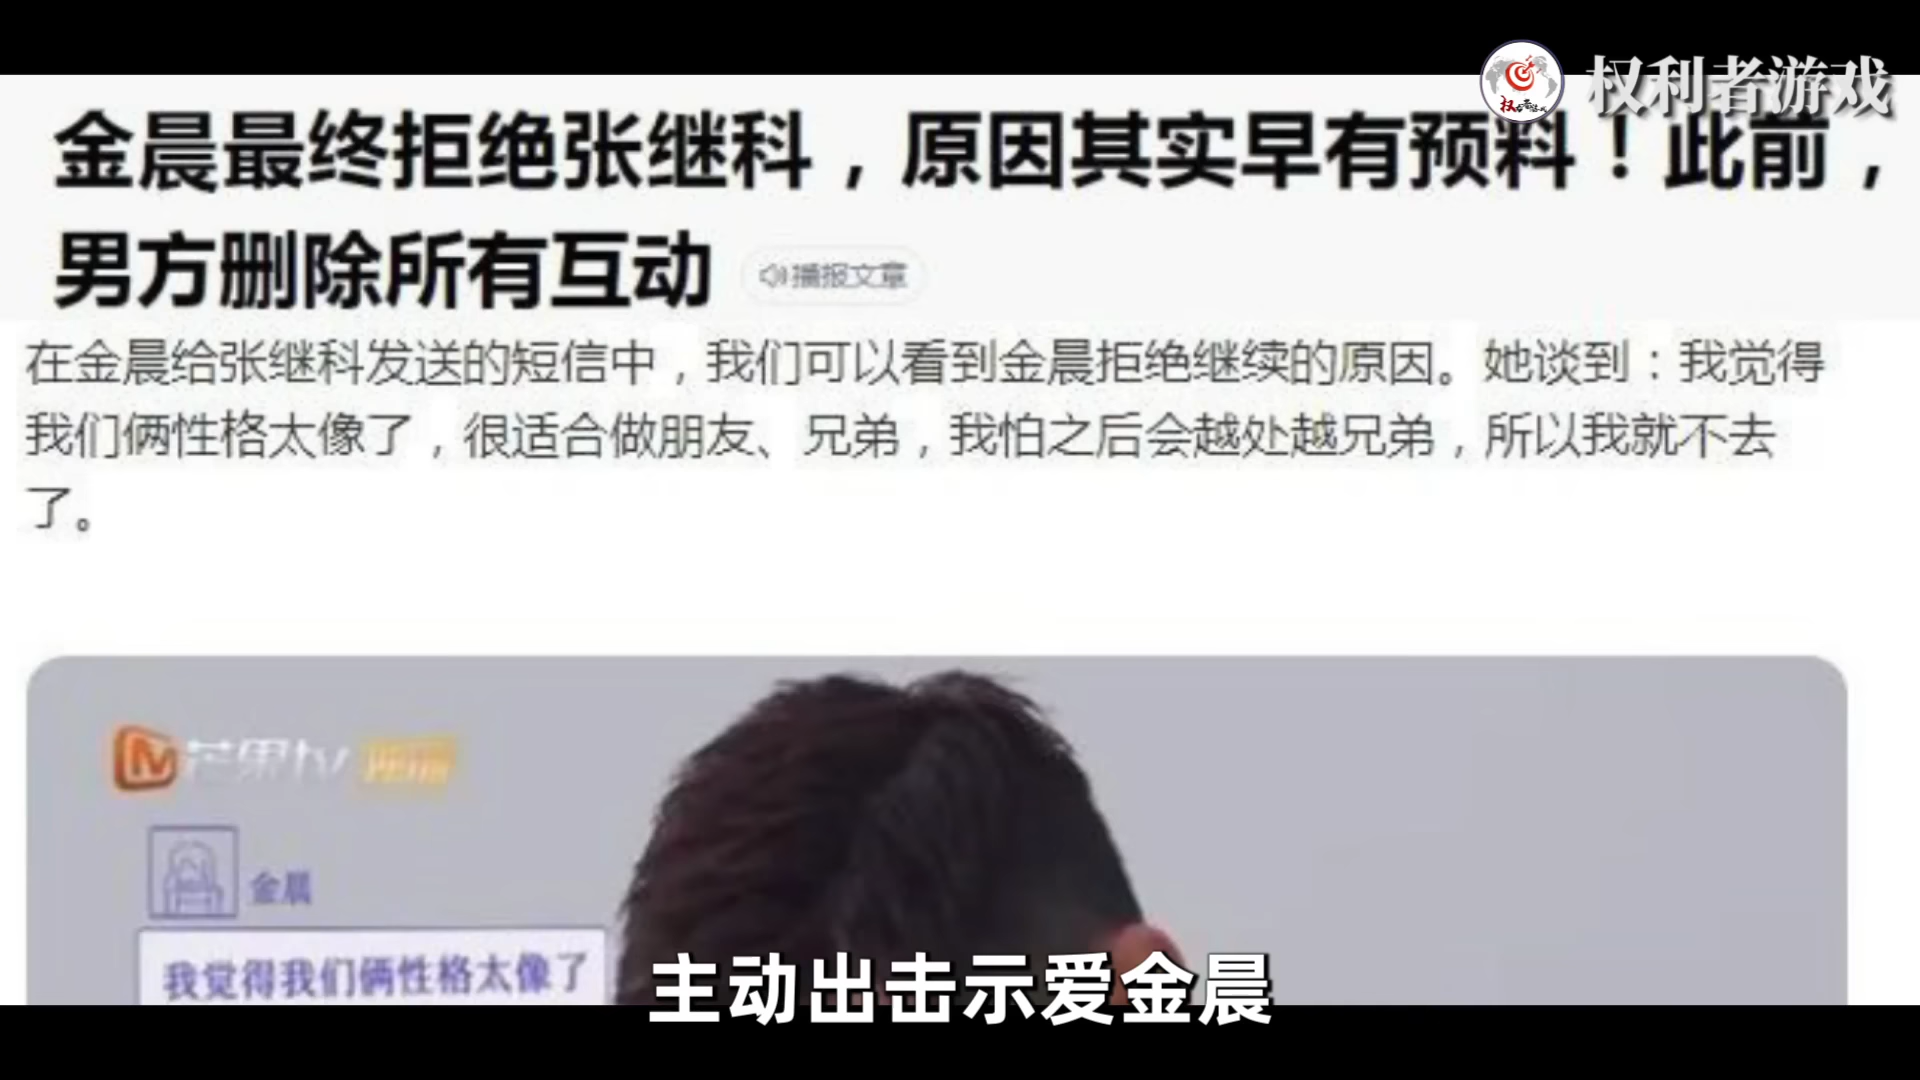 权利者游戏
金晨最终拒绝张继科，原因其实早有预料！此前，
男方删除所有互动
播报文章
在金晨给张继科发送的短信中，我们可以看到金晨拒绝继续的原因。她谈到：我觉得
我们俩性格太像了，很适合做朋友、兄弟，我怕之后会越处越兄弟，所以我就不去
了。
芒果tv
金晨
我觉得我们俩性格太像了
主动出击示爱金晨